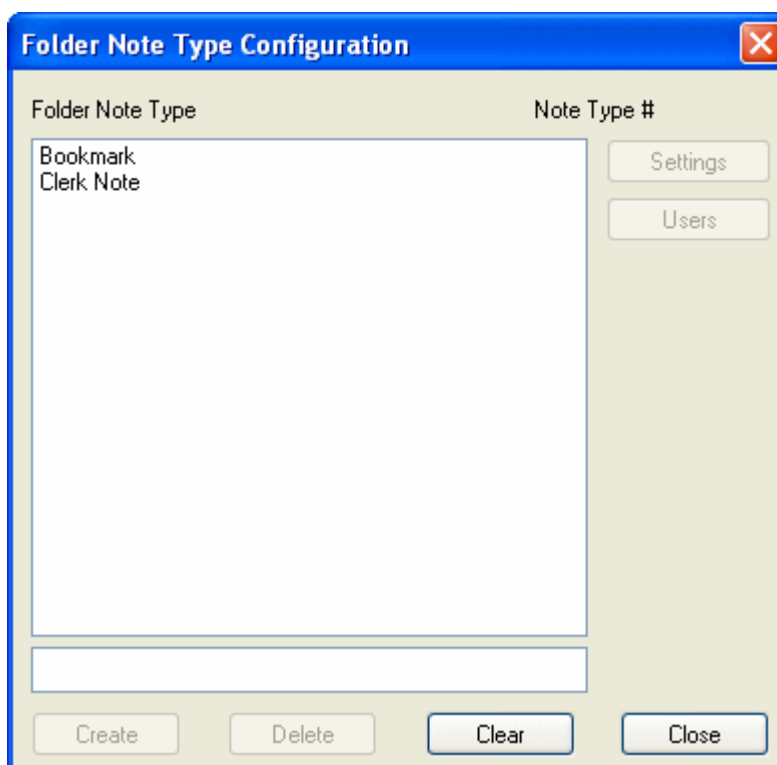 Folder Note Type Configuration
Folder Note Type Note Type #
Bookmark
Clerk Note
Settings
Users
Create Delete Clear Close